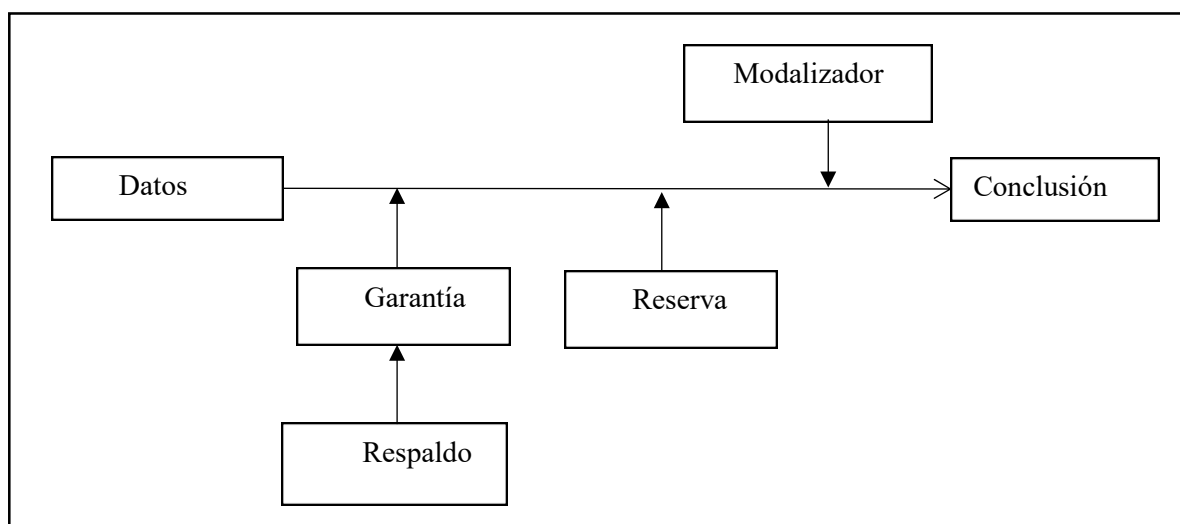 Modalizador
Datos
Conclusión
Garantía
Reserva
Respaldo